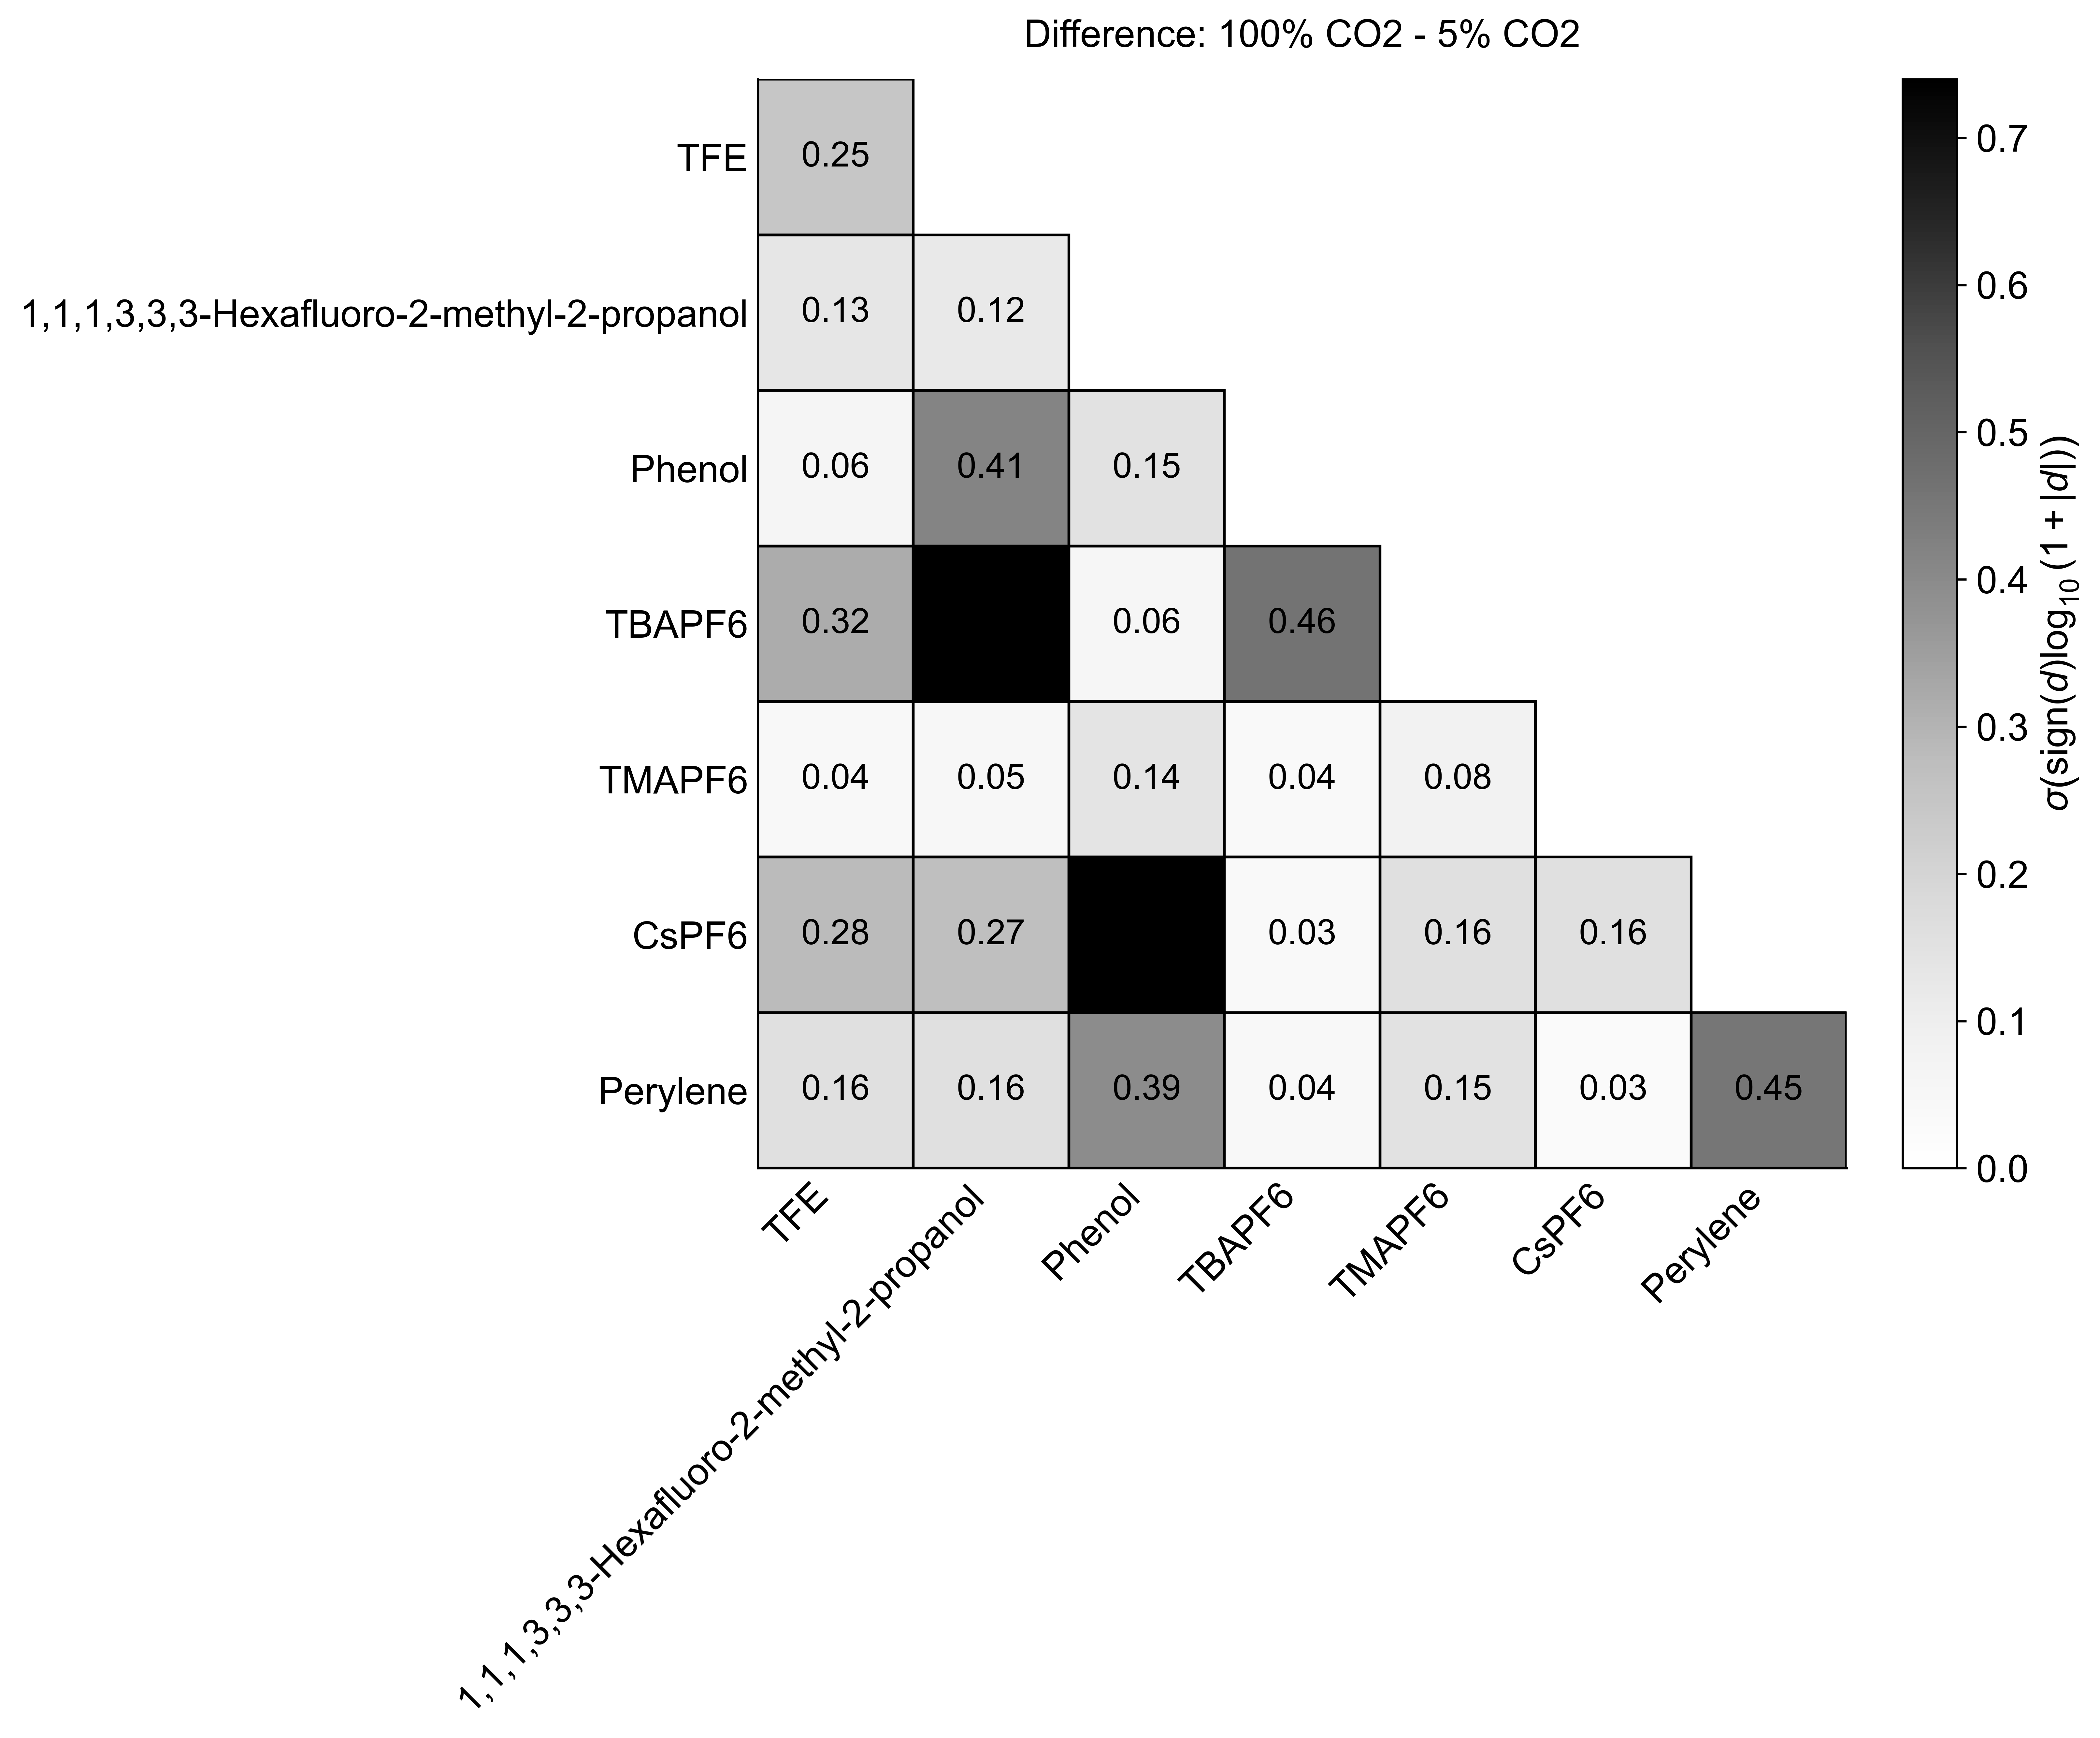 Difference: 100% CO2 - 5% CO2
TFE
0.25
1,1,1,3,3,3-Hexafluoro-2-methyl-2-propanol
0.13
0.12
Phenol
0.06
0.41
0.15
TBAPF6
0.32
0.06
0.46
TMAPF6
0.04
0.05
0.14
0.04
0.08
CsPF6
0.28
0.27
0.03
0.16
0.16
Perylene
0.16
0.16
0.39
0.04
0.15
0.03
0.45
TFE
1,1,1,3,3,3-Hexafluoro-2-methyl-2-propanol
Phenol
TBAPF6
TMAPF6
CsPF6
Perylene
0.7
0.6
0.5
0.4
0.3
0.2
0.1
0.0
σ(sign(d)log₁₀ (1 + |d|))